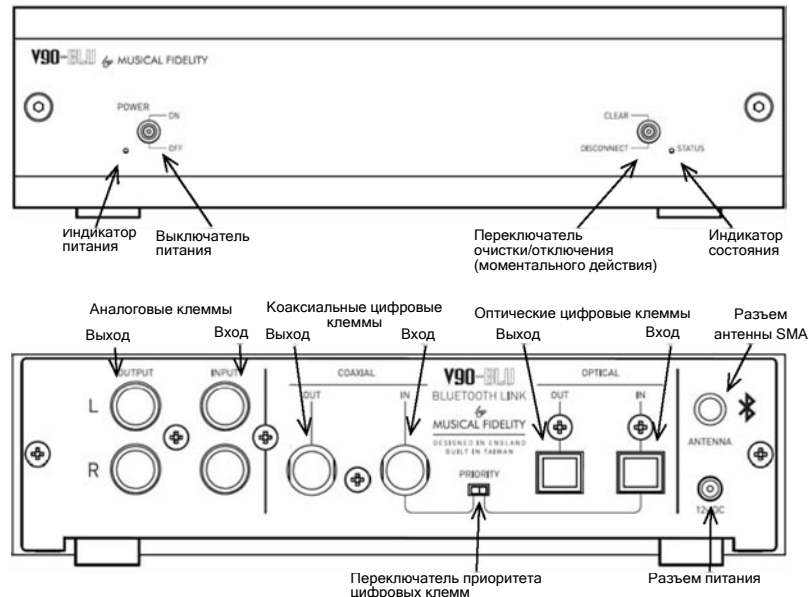 V90-BLU by MUSICAL FIDELITY
POWER
ON
OFF
CLEAR
DISCONNECT
STATUS
Индикатор
питания
Выключатель
питания
Переключатель
очистки/отключения
(моментального действия)
Индикатор
состояния
Аналоговые клеммы
Выход
Вход
Коаксиальные цифровые
клеммы
Выход
Вход
Оптические цифровые клеммы
Выход
Вход
Разъем
антенны SMA
OUTPUT
INPUT
L
R
COAXIAL
OUT
IN
V90-BLU
BLUETOOTH LINK
by
MUSICAL FIDELITY
DESIGNED IN ENGLAND
BUILT IN TAIWAN
PRIORITY
OPTICAL
OUT
IN
ANTENNA
12VDC
Переключатель приоритета
цифровых клемм
Разъем питания